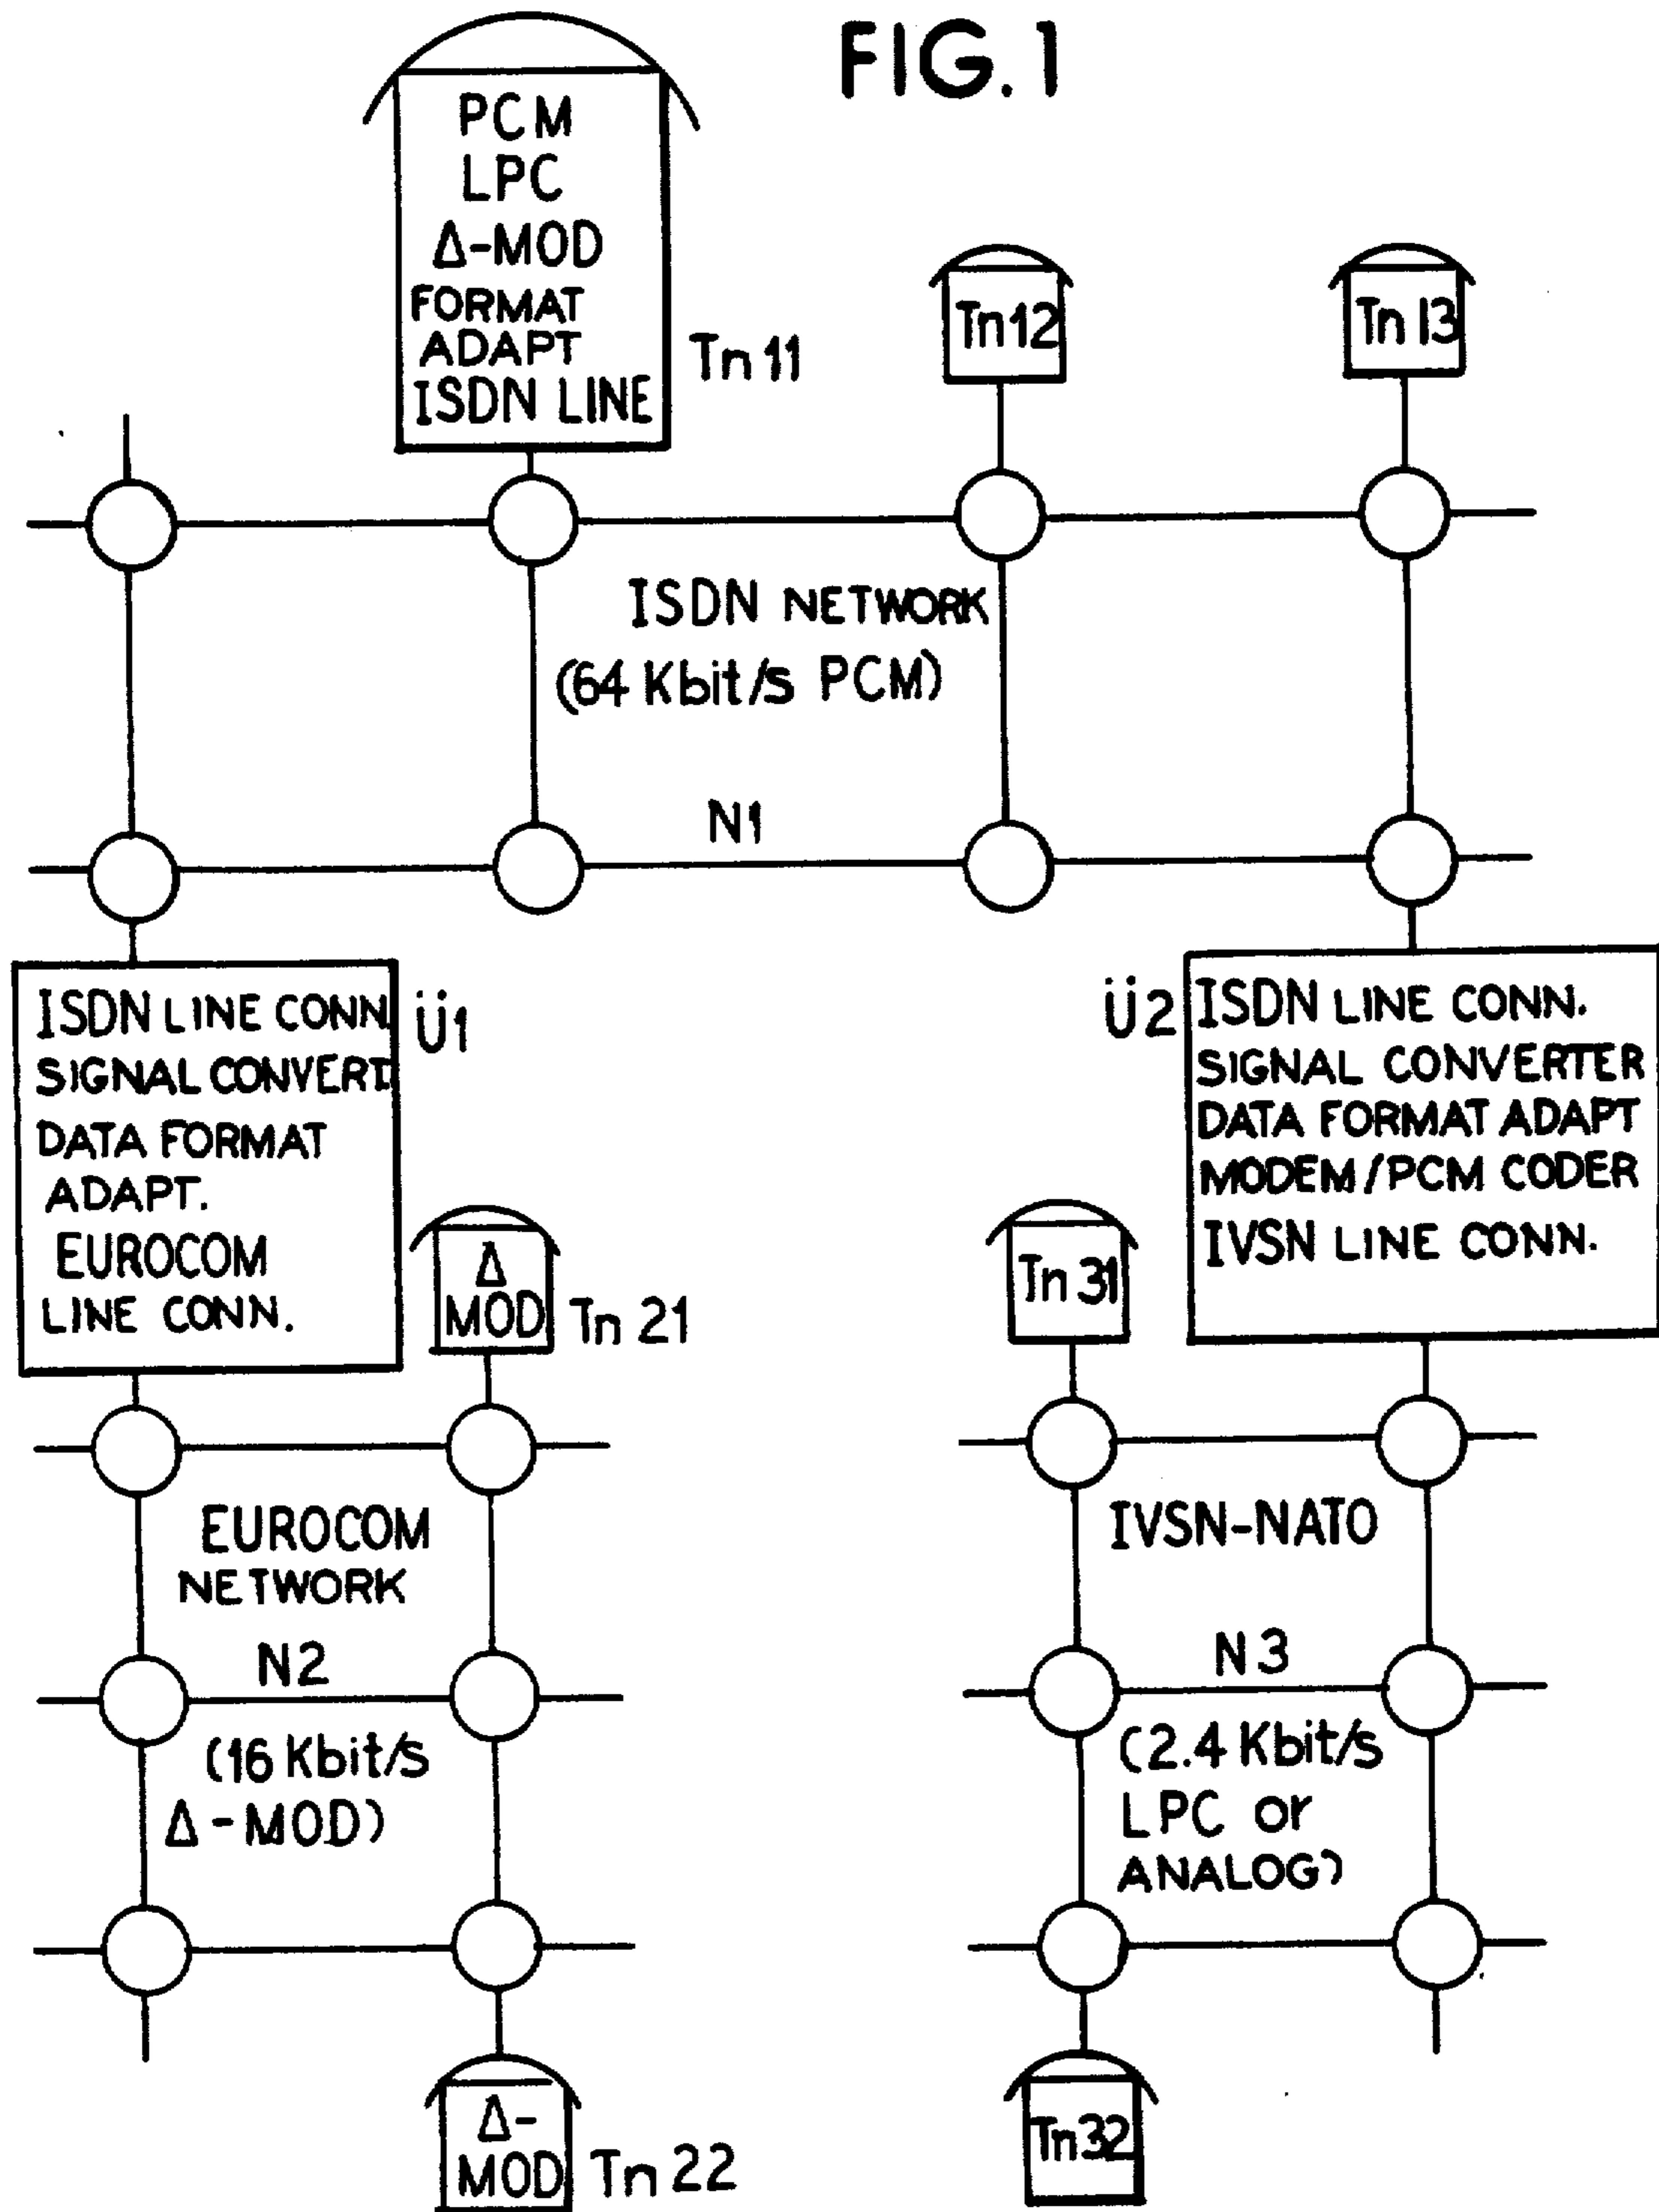 FIG. 1
PCM
LPC
Δ-MOD
FORMAT
ADAPT
ISDN LINE
Tn 11
Tn12
Tn 13
ISDN NETWORK
(64 Kbit/s PCM)
N1
ISDN LINE CONN.
SIGNAL CONVERT.
DATA FORMAT
ADAPT.
EUROCOM
LINE CONN.
Ü1
Ü2
ISDN LINE CONN.
SIGNAL CONVERTER
DATA FORMAT ADAPT
MODEM/PCM CODER
IVSN LINE CONN.
Δ
MOD
Tn 21
Tn 31
EUROCOM
NETWORK
N2
(16 Kbit/s
Δ-MOD)
IVSN-NATO
N3
(2.4 Kbit/s
LPC or
ANALOG)
Δ-
MOD
Tn 22
Tn32